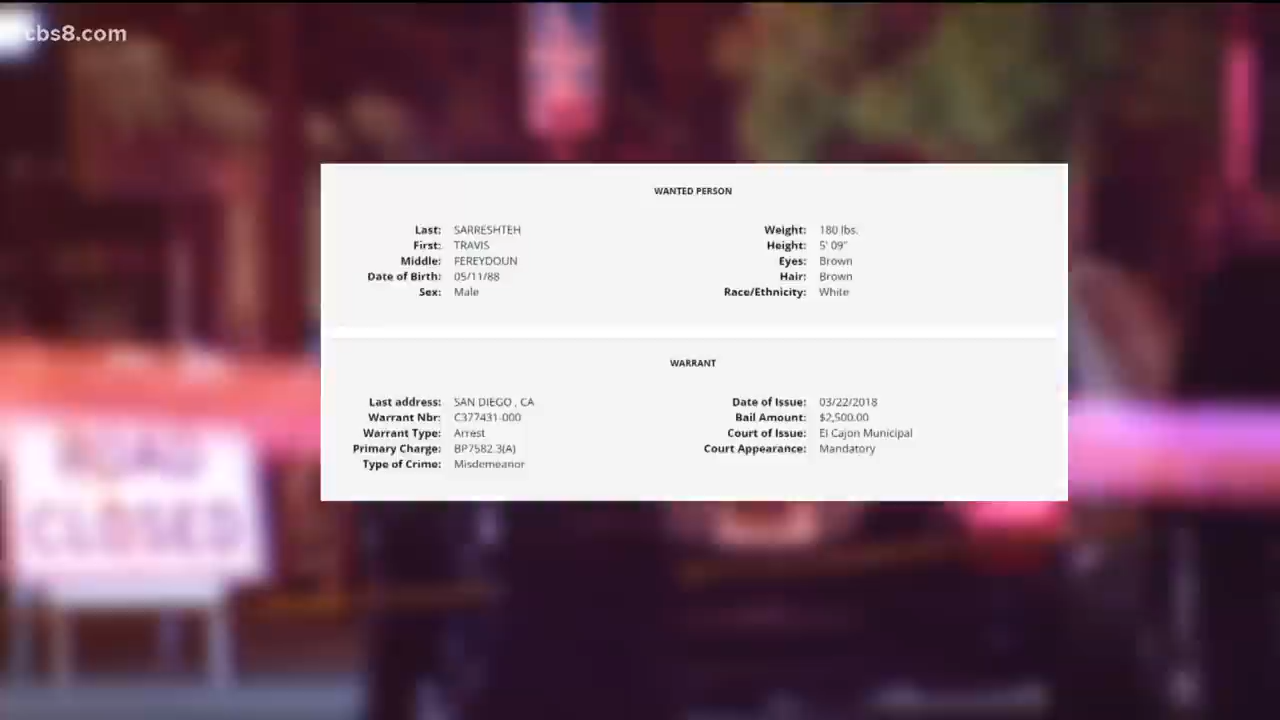 cbs8.com
WANTED PERSON
Last: SARRESHTEH
First: TRAVIS
Middle: FEREYDOUN
Date of Birth: 05/11/88
Sex: Male
Weight: 180 lbs.
Height: 5' 09"
Eyes: Brown
Hair: Brown
Race/Ethnicity: White
WARRANT
Last address: SAN DIEGO , CA
Warrant Nbr: C377431-000
Warrant Type: Arrest
Primary Charge: BP7582.3(A)
Type of Crime: Misdemeanor
Date of Issue: 03/22/2018
Bail Amount: $2,500.00
Court of Issue: El Cajon Municipal
Court Appearance: Mandatory
ROAD
CLOSED